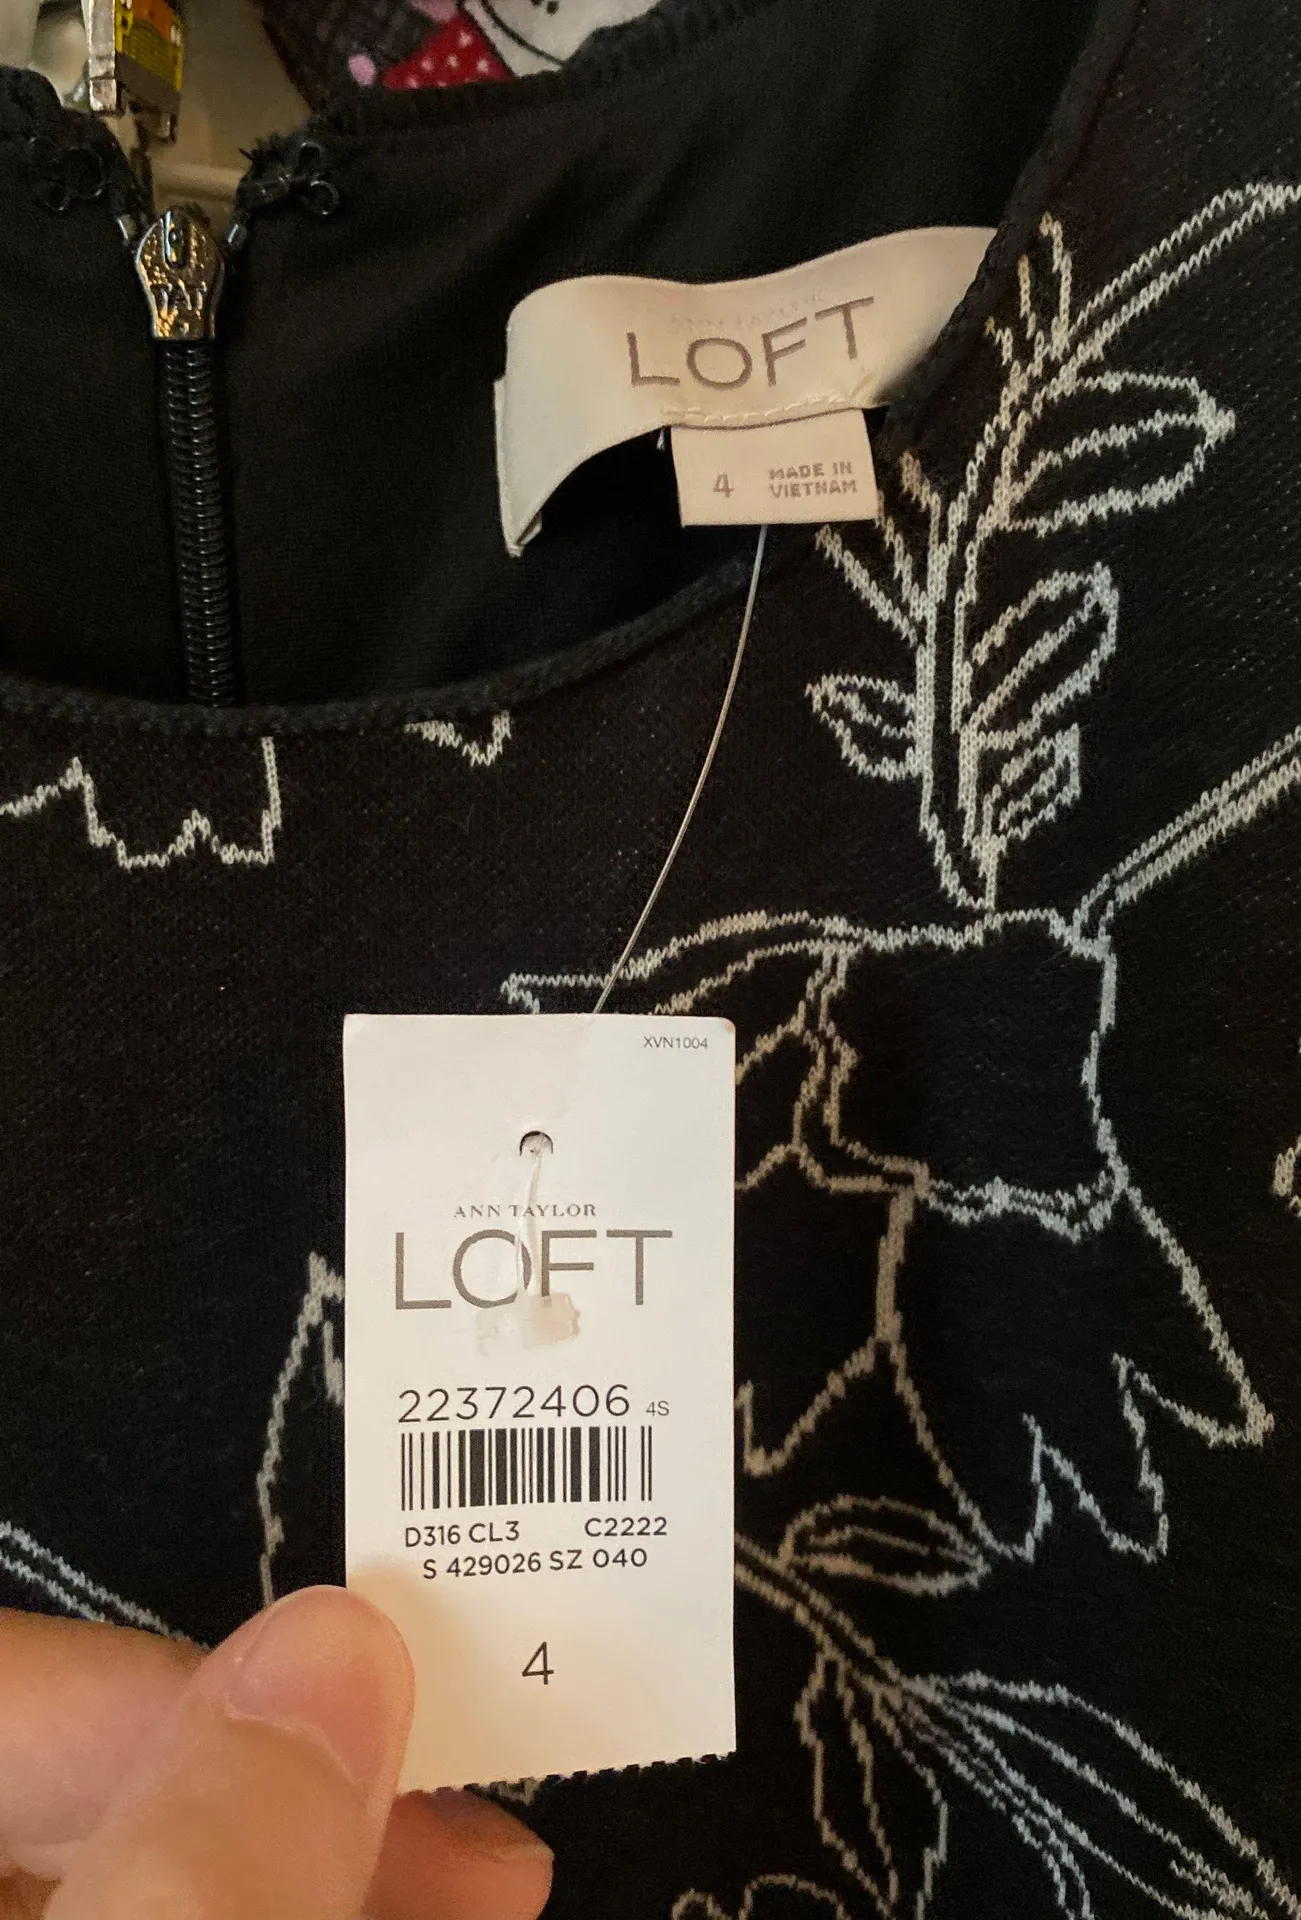 TAT
ANN TAYLOR
LOFT
4 MADE IN
VIETNAM
XVN1004
ANN TAYLOR
LOFT
22372406 4S
D316 CL3 C2222
S 429026 SZ 040
4